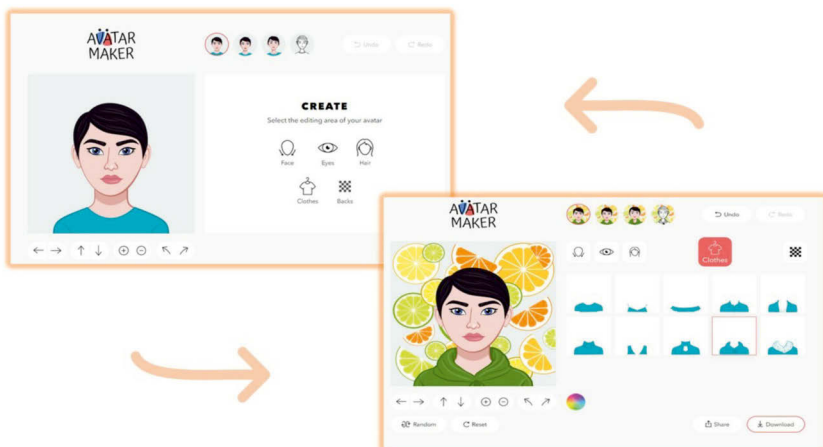 AVATAR
MAKER
Undo
Redo
CREATE
Select the editing area of your avatar
Face
Eyes
Hair
Clothes
Backs
AVATAR
MAKER
Undo
Redo
Clothes
Random
Reset
Share
Download